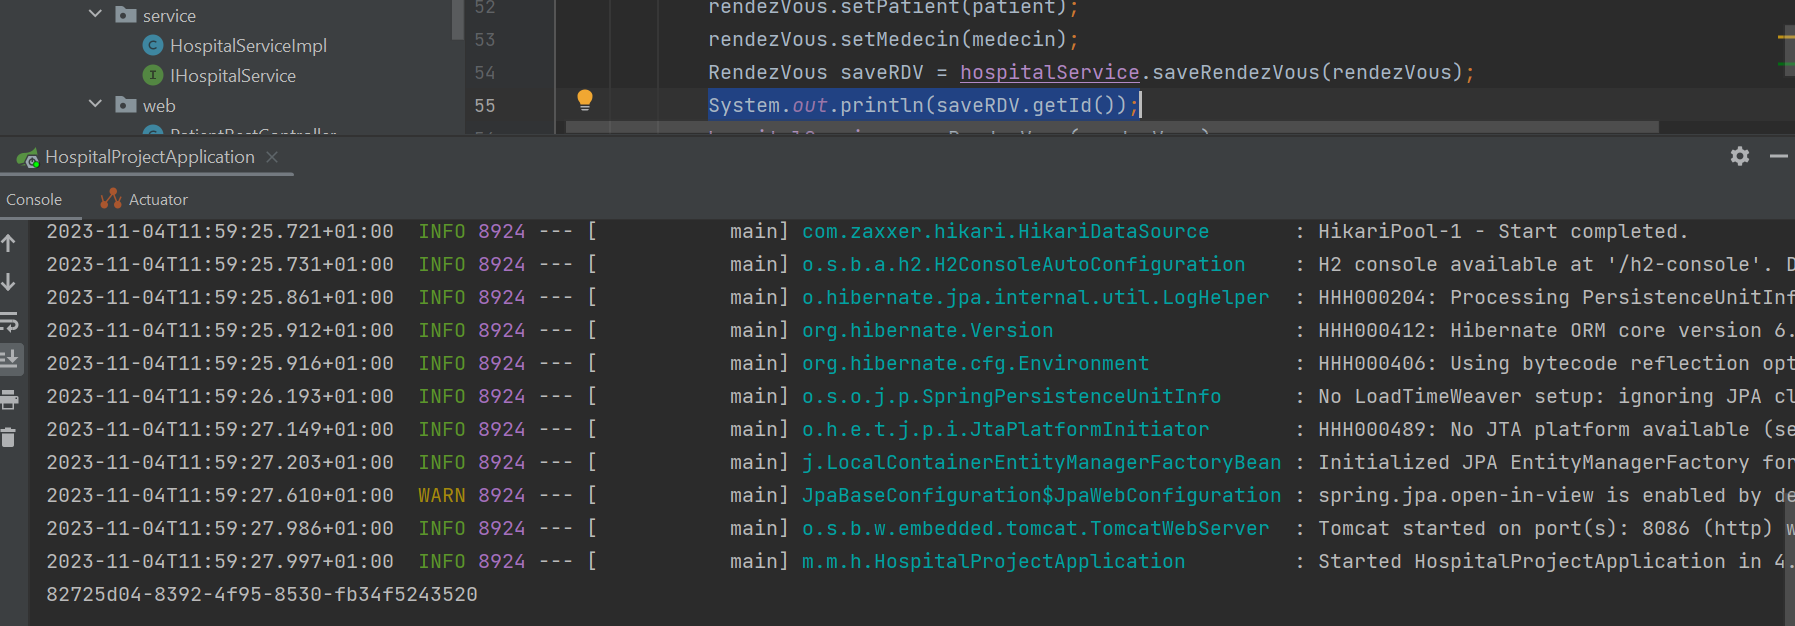 service
HospitalServiceImpl
IHospitalService
web
PatientRestController
52 rendezVous.setPatient(patient);
53 rendezVous.setMedecin(medecin);
54 RendezVous saveRDV = hospitalService.saveRendezVous(rendezVous);
55 System.out.println(saveRDV.getId());
HospitalProjectApplication
Console Actuator
2023-11-04T11:59:25.721+01:00 INFO 8924 --- [ main] com.zaxxer.hikari.HikariDataSource : HikariPool-1 - Start completed.
2023-11-04T11:59:25.731+01:00 INFO 8924 --- [ main] o.s.b.a.h2.H2ConsoleAutoConfiguration : H2 console available at '/h2-console'. D
2023-11-04T11:59:25.861+01:00 INFO 8924 --- [ main] o.hibernate.jpa.internal.util.LogHelper : HHH000204: Processing PersistenceUnitInf
2023-11-04T11:59:25.912+01:00 INFO 8924 --- [ main] org.hibernate.Version : HHH000412: Hibernate ORM core version 6.
2023-11-04T11:59:25.916+01:00 INFO 8924 --- [ main] org.hibernate.cfg.Environment : HHH000406: Using bytecode reflection opt
2023-11-04T11:59:26.193+01:00 INFO 8924 --- [ main] o.s.o.j.p.SpringPersistenceUnitInfo : No LoadTimeWeaver setup: ignoring JPA cl
2023-11-04T11:59:27.149+01:00 INFO 8924 --- [ main] o.h.e.t.j.p.i.JtaPlatformInitiator : HHH000489: No JTA platform available (se
2023-11-04T11:59:27.203+01:00 INFO 8924 --- [ main] j.LocalContainerEntityManagerFactoryBean : Initialized JPA EntityManagerFactory for
2023-11-04T11:59:27.610+01:00 WARN 8924 --- [ main] JpaBaseConfiguration$JpaWebConfiguration : spring.jpa.open-in-view is enabled by de
2023-11-04T11:59:27.986+01:00 INFO 8924 --- [ main] o.s.b.w.embedded.tomcat.TomcatWebServer : Tomcat started on port(s): 8086 (http) w
2023-11-04T11:59:27.997+01:00 INFO 8924 --- [ main] m.m.h.HospitalProjectApplication : Started HospitalProjectApplication in 4.
82725d04-8392-4f95-8530-fb34f5243520